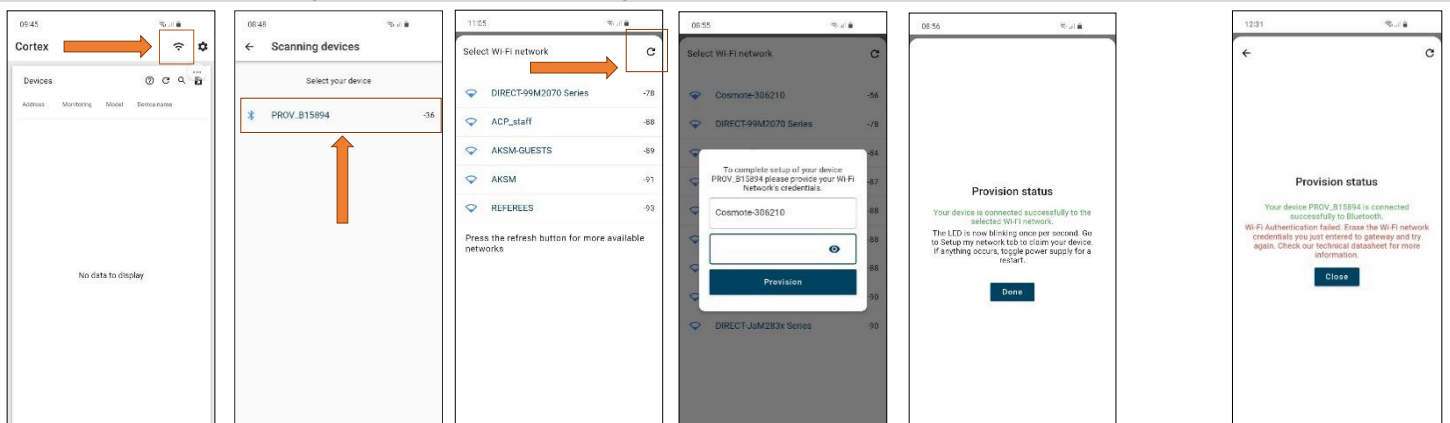 09:45
Cortex
Devices
Address Monitoring Model Device name
No data to display
08:48
Scanning devices
Select your device
PROV_B15894 -36
11:05
Select Wi-Fi network
DIRECT-99M2070 Series -78
ACP_staff -88
AKSM-GUESTS -89
AKSM -91
REFEREES -93
Press the refresh button for more available
networks
08:55
Select Wi-Fi network
Cosmote-306210 -56
DIRECT-99M2070 Series -78
-84
To complete setup of your device
PROV_B15894 please provide your Wi-Fi
Network's credentials.
-87
Cosmote-306210
-88
-88
-88
Provision
-90
DIRECT-JaM283x Series 90
08:56
Provision status
Your device is connected successfully to the
selected Wi-Fi network.
The LED is now blinking once per second. Go
to Setup my network tab to claim your device.
If anything occurs, toggle power supply for a
restart.
Done
12:31
Provision status
Your device PROV_B15894 is connected
successfully to Bluetooth.
Wi-Fi Authentication failed. Erase the Wi-Fi network
credentials you just entered to gateway and try
again. Check our technical datasheet for more
information.
Close